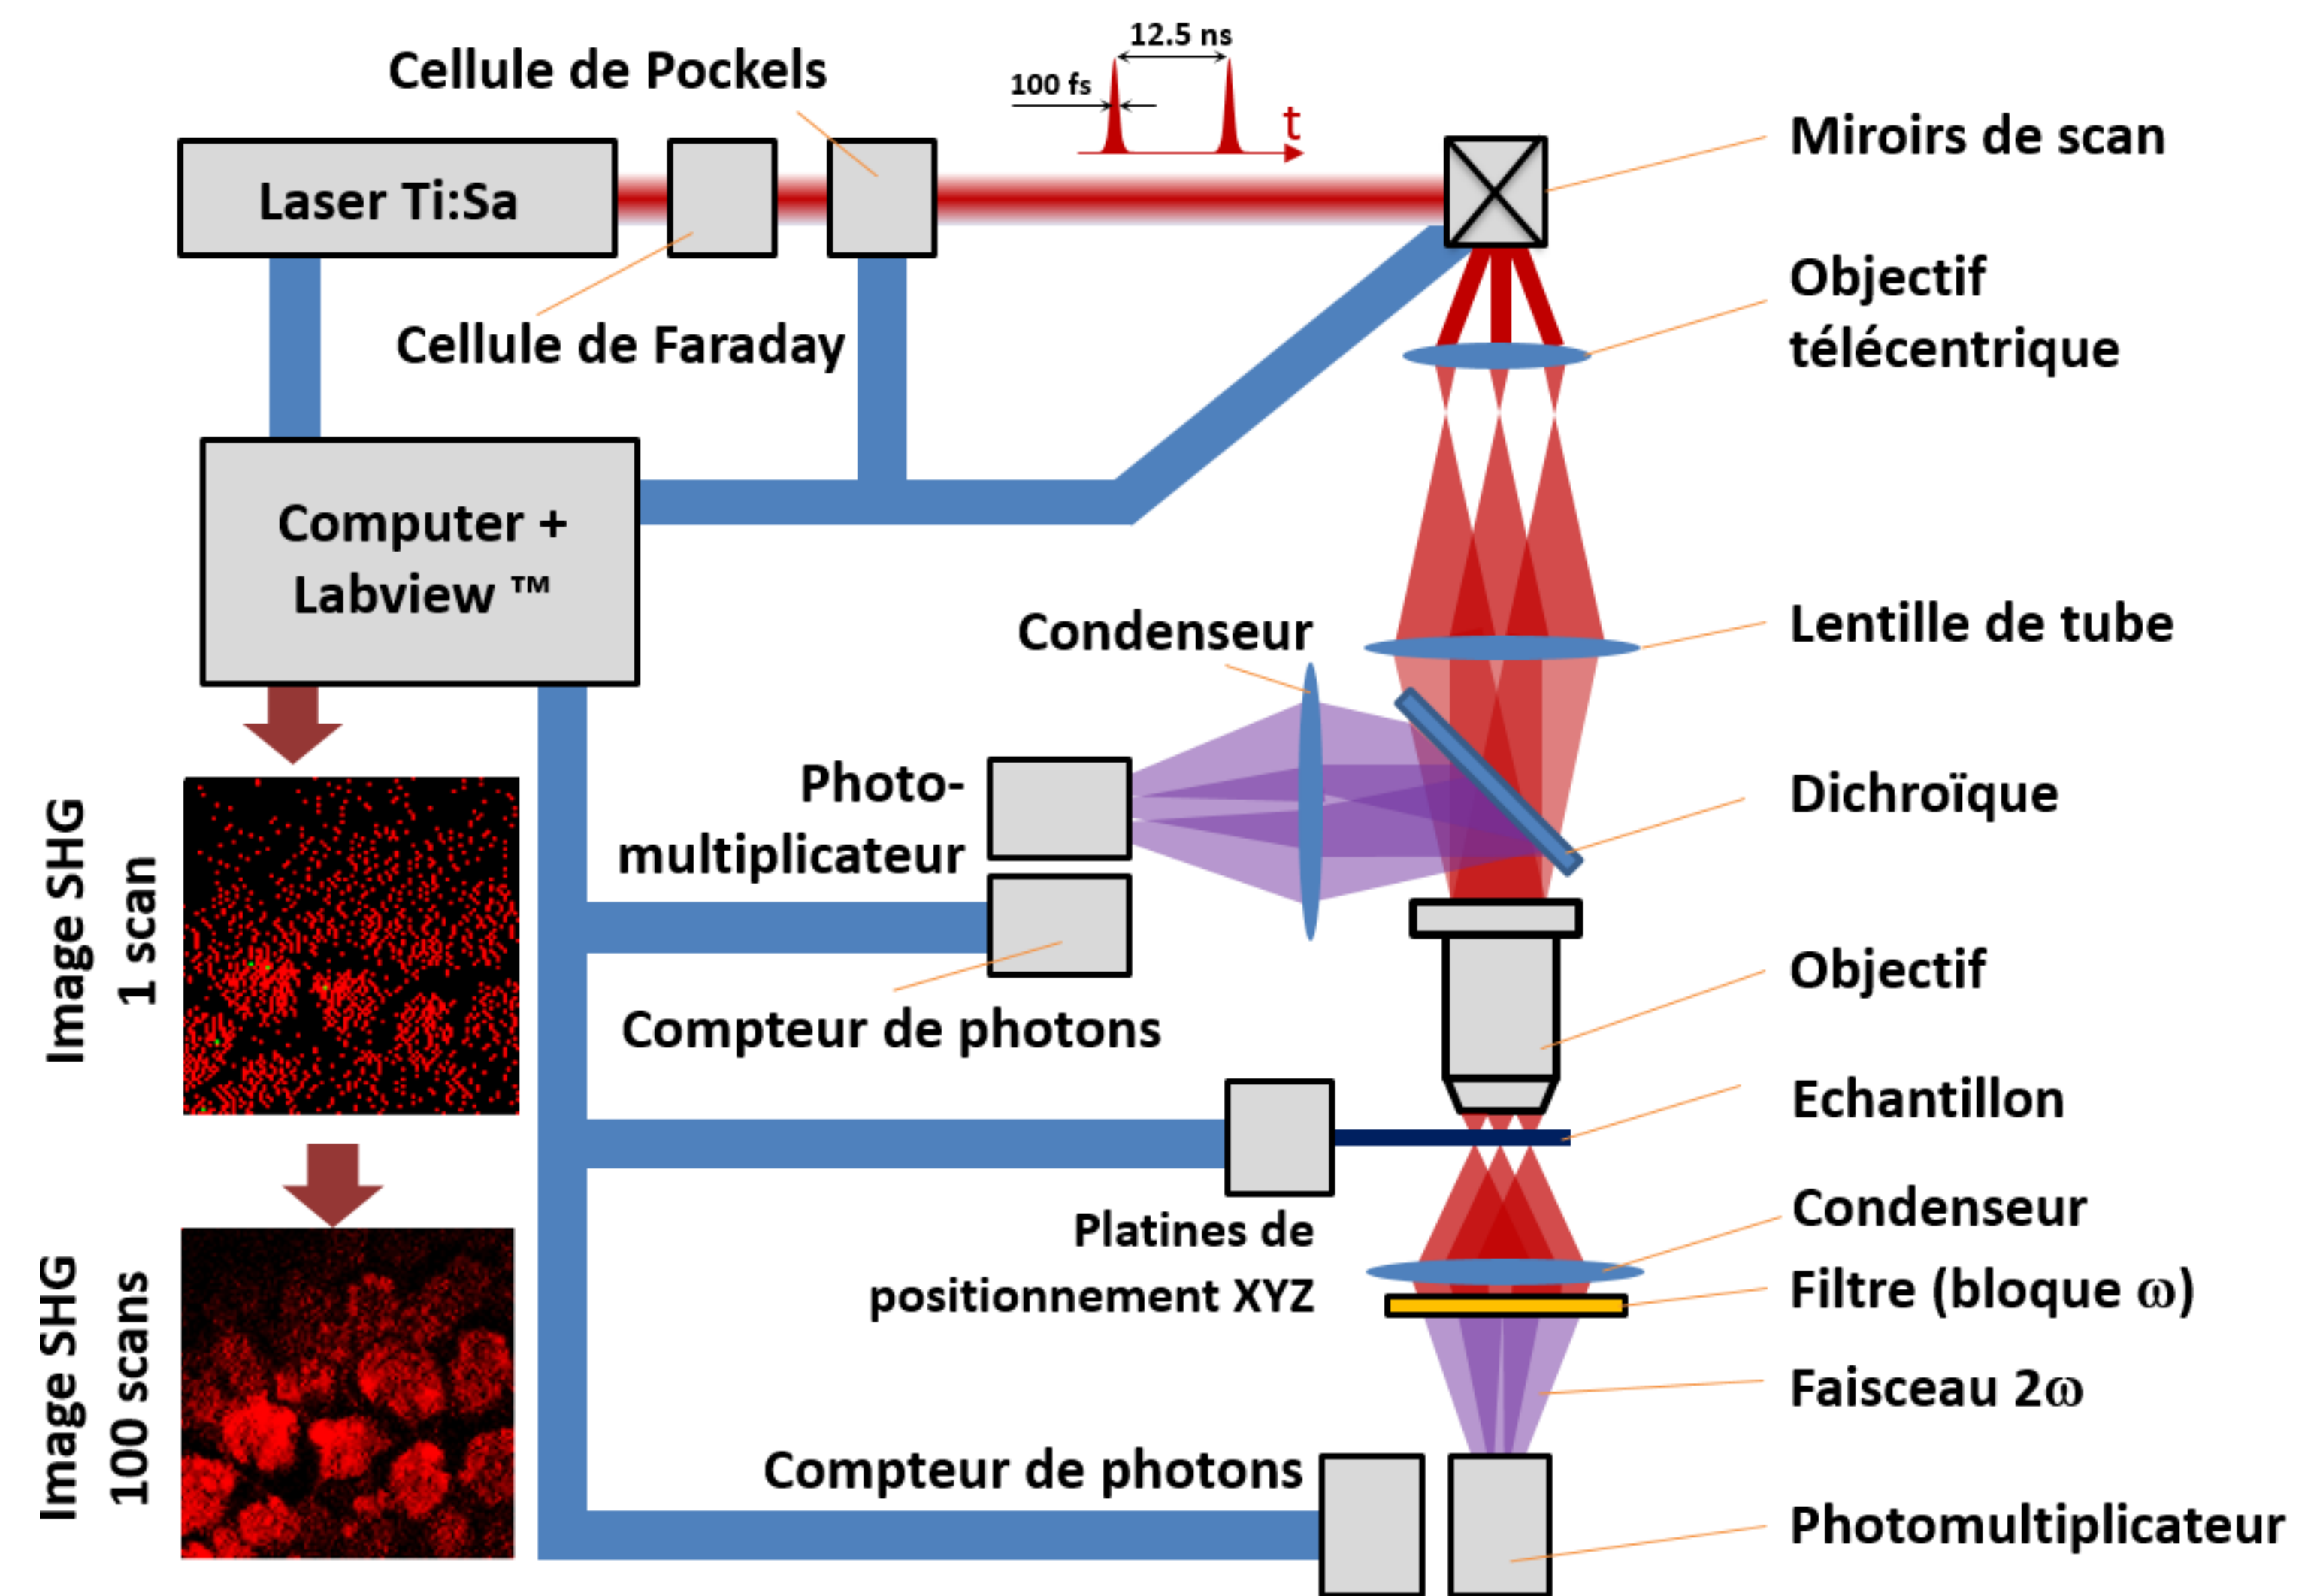 12.5 ns
100 fs
t
Cellule de Pockels
Miroirs de scan
Laser Ti:Sa
Objectif
télécentrique
Cellule de Faraday
Computer +
Labview ™
Condenseur
Lentille de tube
Photo-
multiplicateur
Dichroïque
Image SHG
1 scan
Objectif
Compteur de photons
Echantillon
Platines de
positionnement XYZ
Condenseur
Filtre (bloque ω)
Faisceau 2ω
Image SHG
100 scans
Compteur de photons
Photomultiplicateur